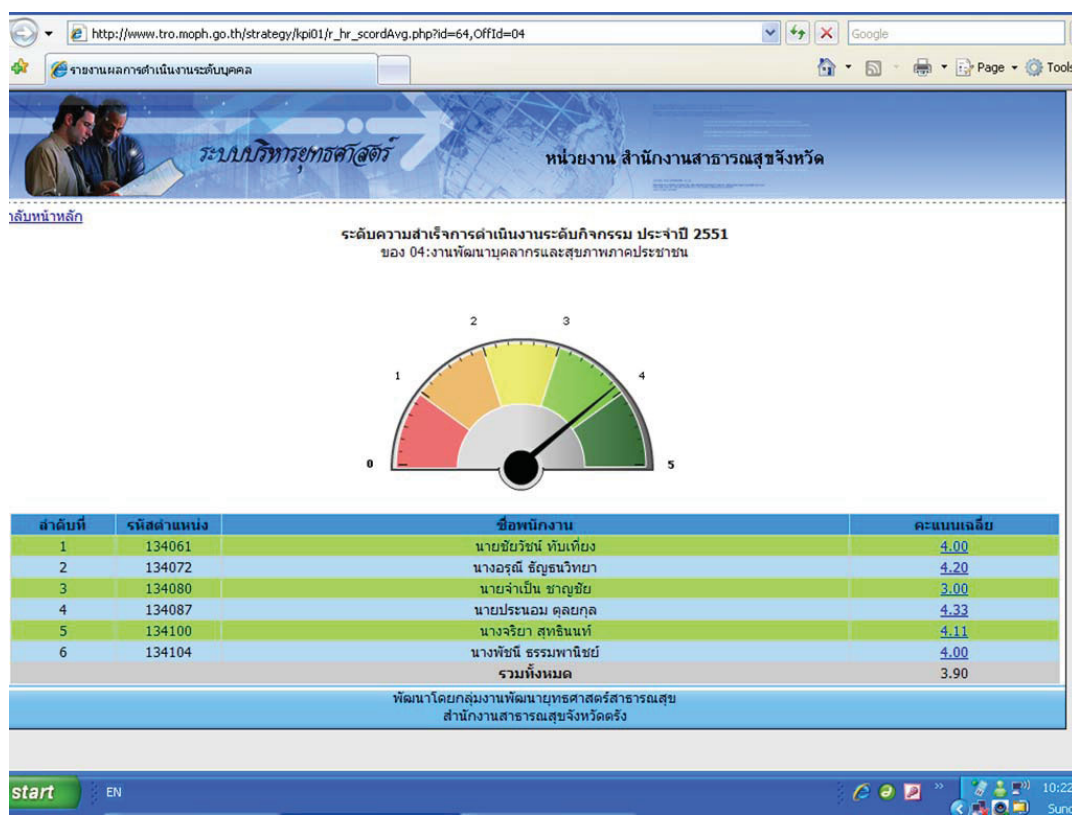 http://www.tro.moph.go.th/strategy/kpi01/r_hr_scordAvg.php?id=64,OffId=04
Google
รายงานผลการดำเนินงานระดับบุคคล
Page
Tools
ระบบบริหารยุทธศาสตร์
หน่วยงาน สำนักงานสาธารณสุขจังหวัด
กลับหน้าหลัก
ระดับความสำเร็จการดำเนินงานระดับกิจกรรม ประจำปี 2551
ของ 04:งานพัฒนาบุคลากรและสุขภาพภาคประชาชน
2 3
1 4
0 5
ลำดับที่ รหัสตำแหน่ง ชื่อพนักงาน คะแนนเฉลี่ย
1 134061 นายชัยวัชน์ ทับเที่ยง 4.00
2 134072 นางอรุณี ธัญธนวิทยา 4.20
3 134080 นายจำเป็น ชาญชัย 3.00
4 134087 นายประนอม ตุลยกุล 4.33
5 134100 นางจริยา สุทธินนท์ 4.11
6 134104 นางพัชนี ธรรมพานิชย์ 4.00
รวมทั้งหมด 3.90
พัฒนาโดยกลุ่มงานพัฒนายุทธศาสตร์สาธารณสุข
สำนักงานสาธารณสุขจังหวัดตรัง
start EN 10:22